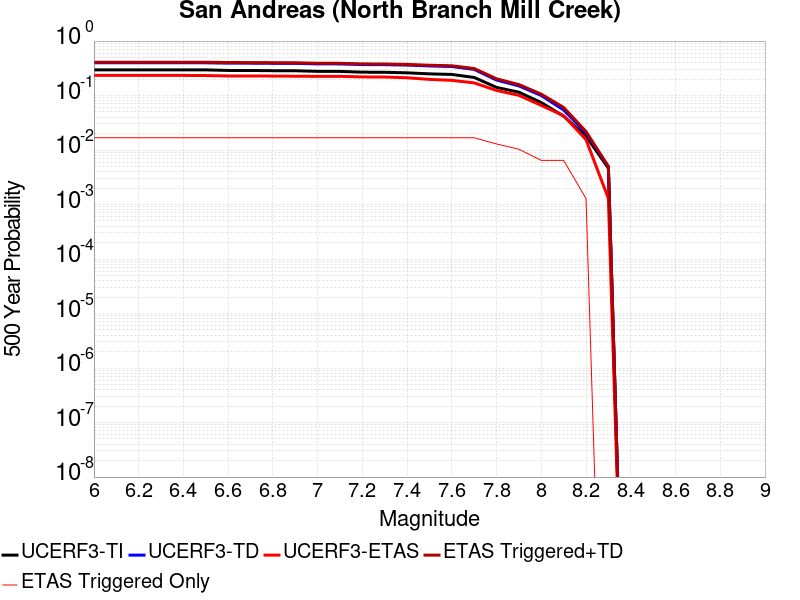 San Andreas (North Branch Mill Creek)
10^0
10^-1
10^-2
10^-3
10^-4
10^-5
10^-6
10^-7
10^-8
500 Year Probability
6 6.2 6.4 6.6 6.8 7 7.2 7.4 7.6 7.8 8 8.2 8.4 8.6 8.8 9
Magnitude
UCERF3-TI UCERF3-TD UCERF3-ETAS ETAS Triggered+TD
ETAS Triggered Only